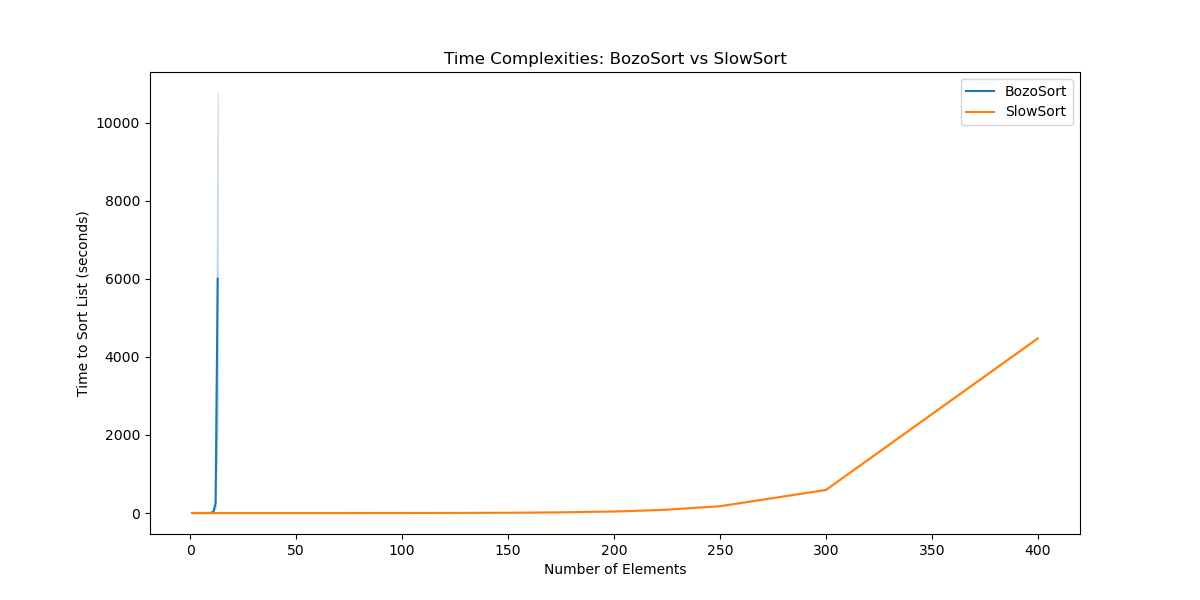 Time Complexities: BozoSort vs SlowSort
BozoSort
SlowSort
Time to Sort List (seconds)
10000
8000
6000
4000
2000
0
0 50 100 150 200 250 300 350 400
Number of Elements